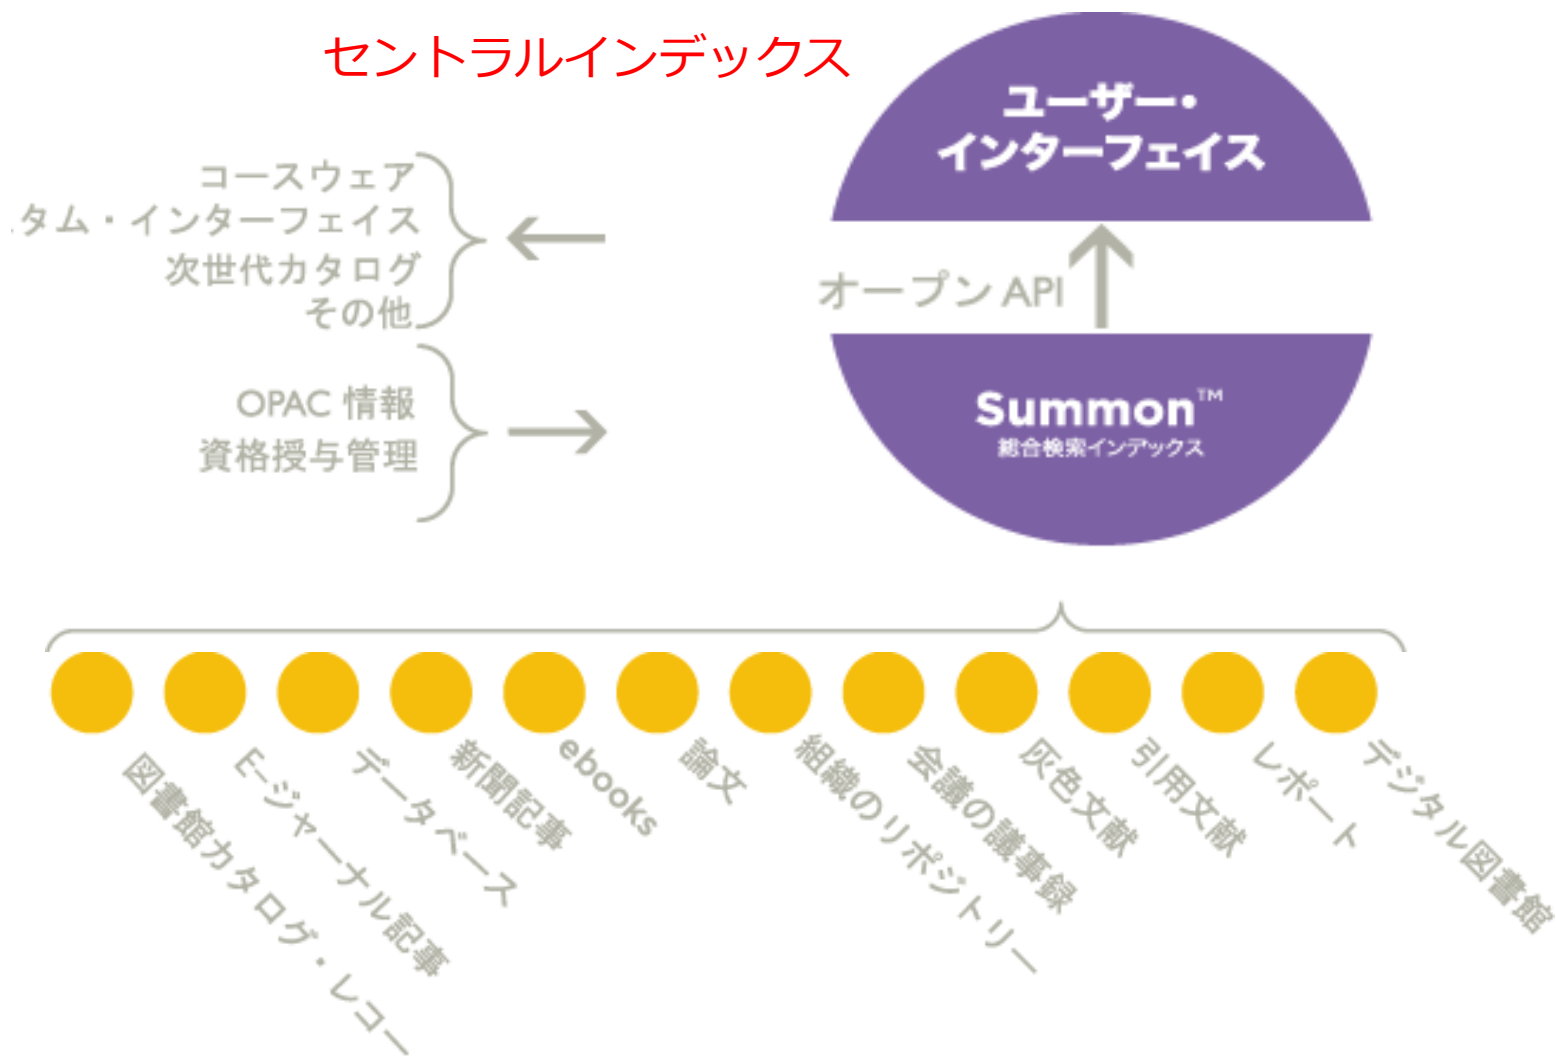 セントラルインデックス
ユーザー・
インターフェイス
コースウェア
タム・インターフェイス
次世代カタログ
その他
オープン API
OPAC 情報
資格授与管理
Summon™
総合検索インデックス
図書館カタログ・レコー
E-ジャーナル記事
データベース
新聞記事
ebooks
論文
組織のリポジトリー
会議の議事録
灰色文献
引用文献
レポート
デジタル図書館